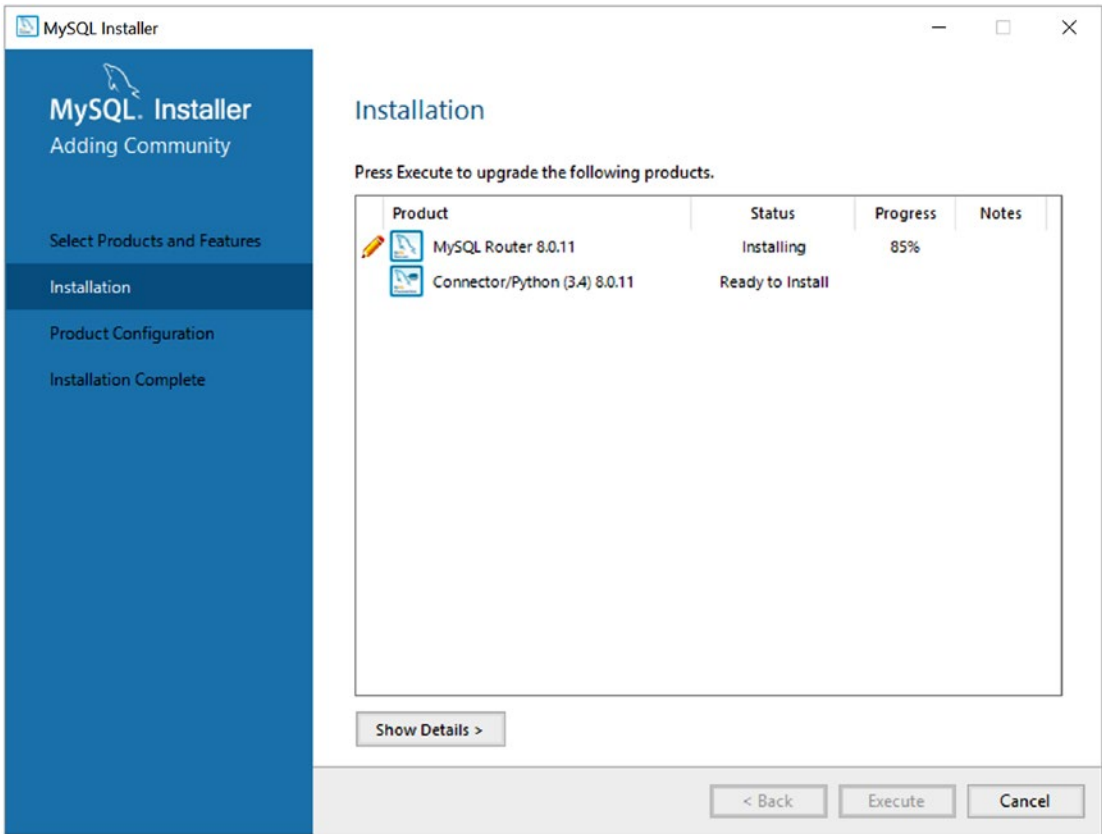 MySQL Installer
MySQL. Installer
Adding Community
Select Products and Features
Installation
Product Configuration
Installation Complete
Installation
Press Execute to upgrade the following products.
Product Status Progress Notes
MySQL Router 8.0.11 Installing 85%
Connector/Python (3.4) 8.0.11 Ready to Install
Show Details >
< Back Execute Cancel